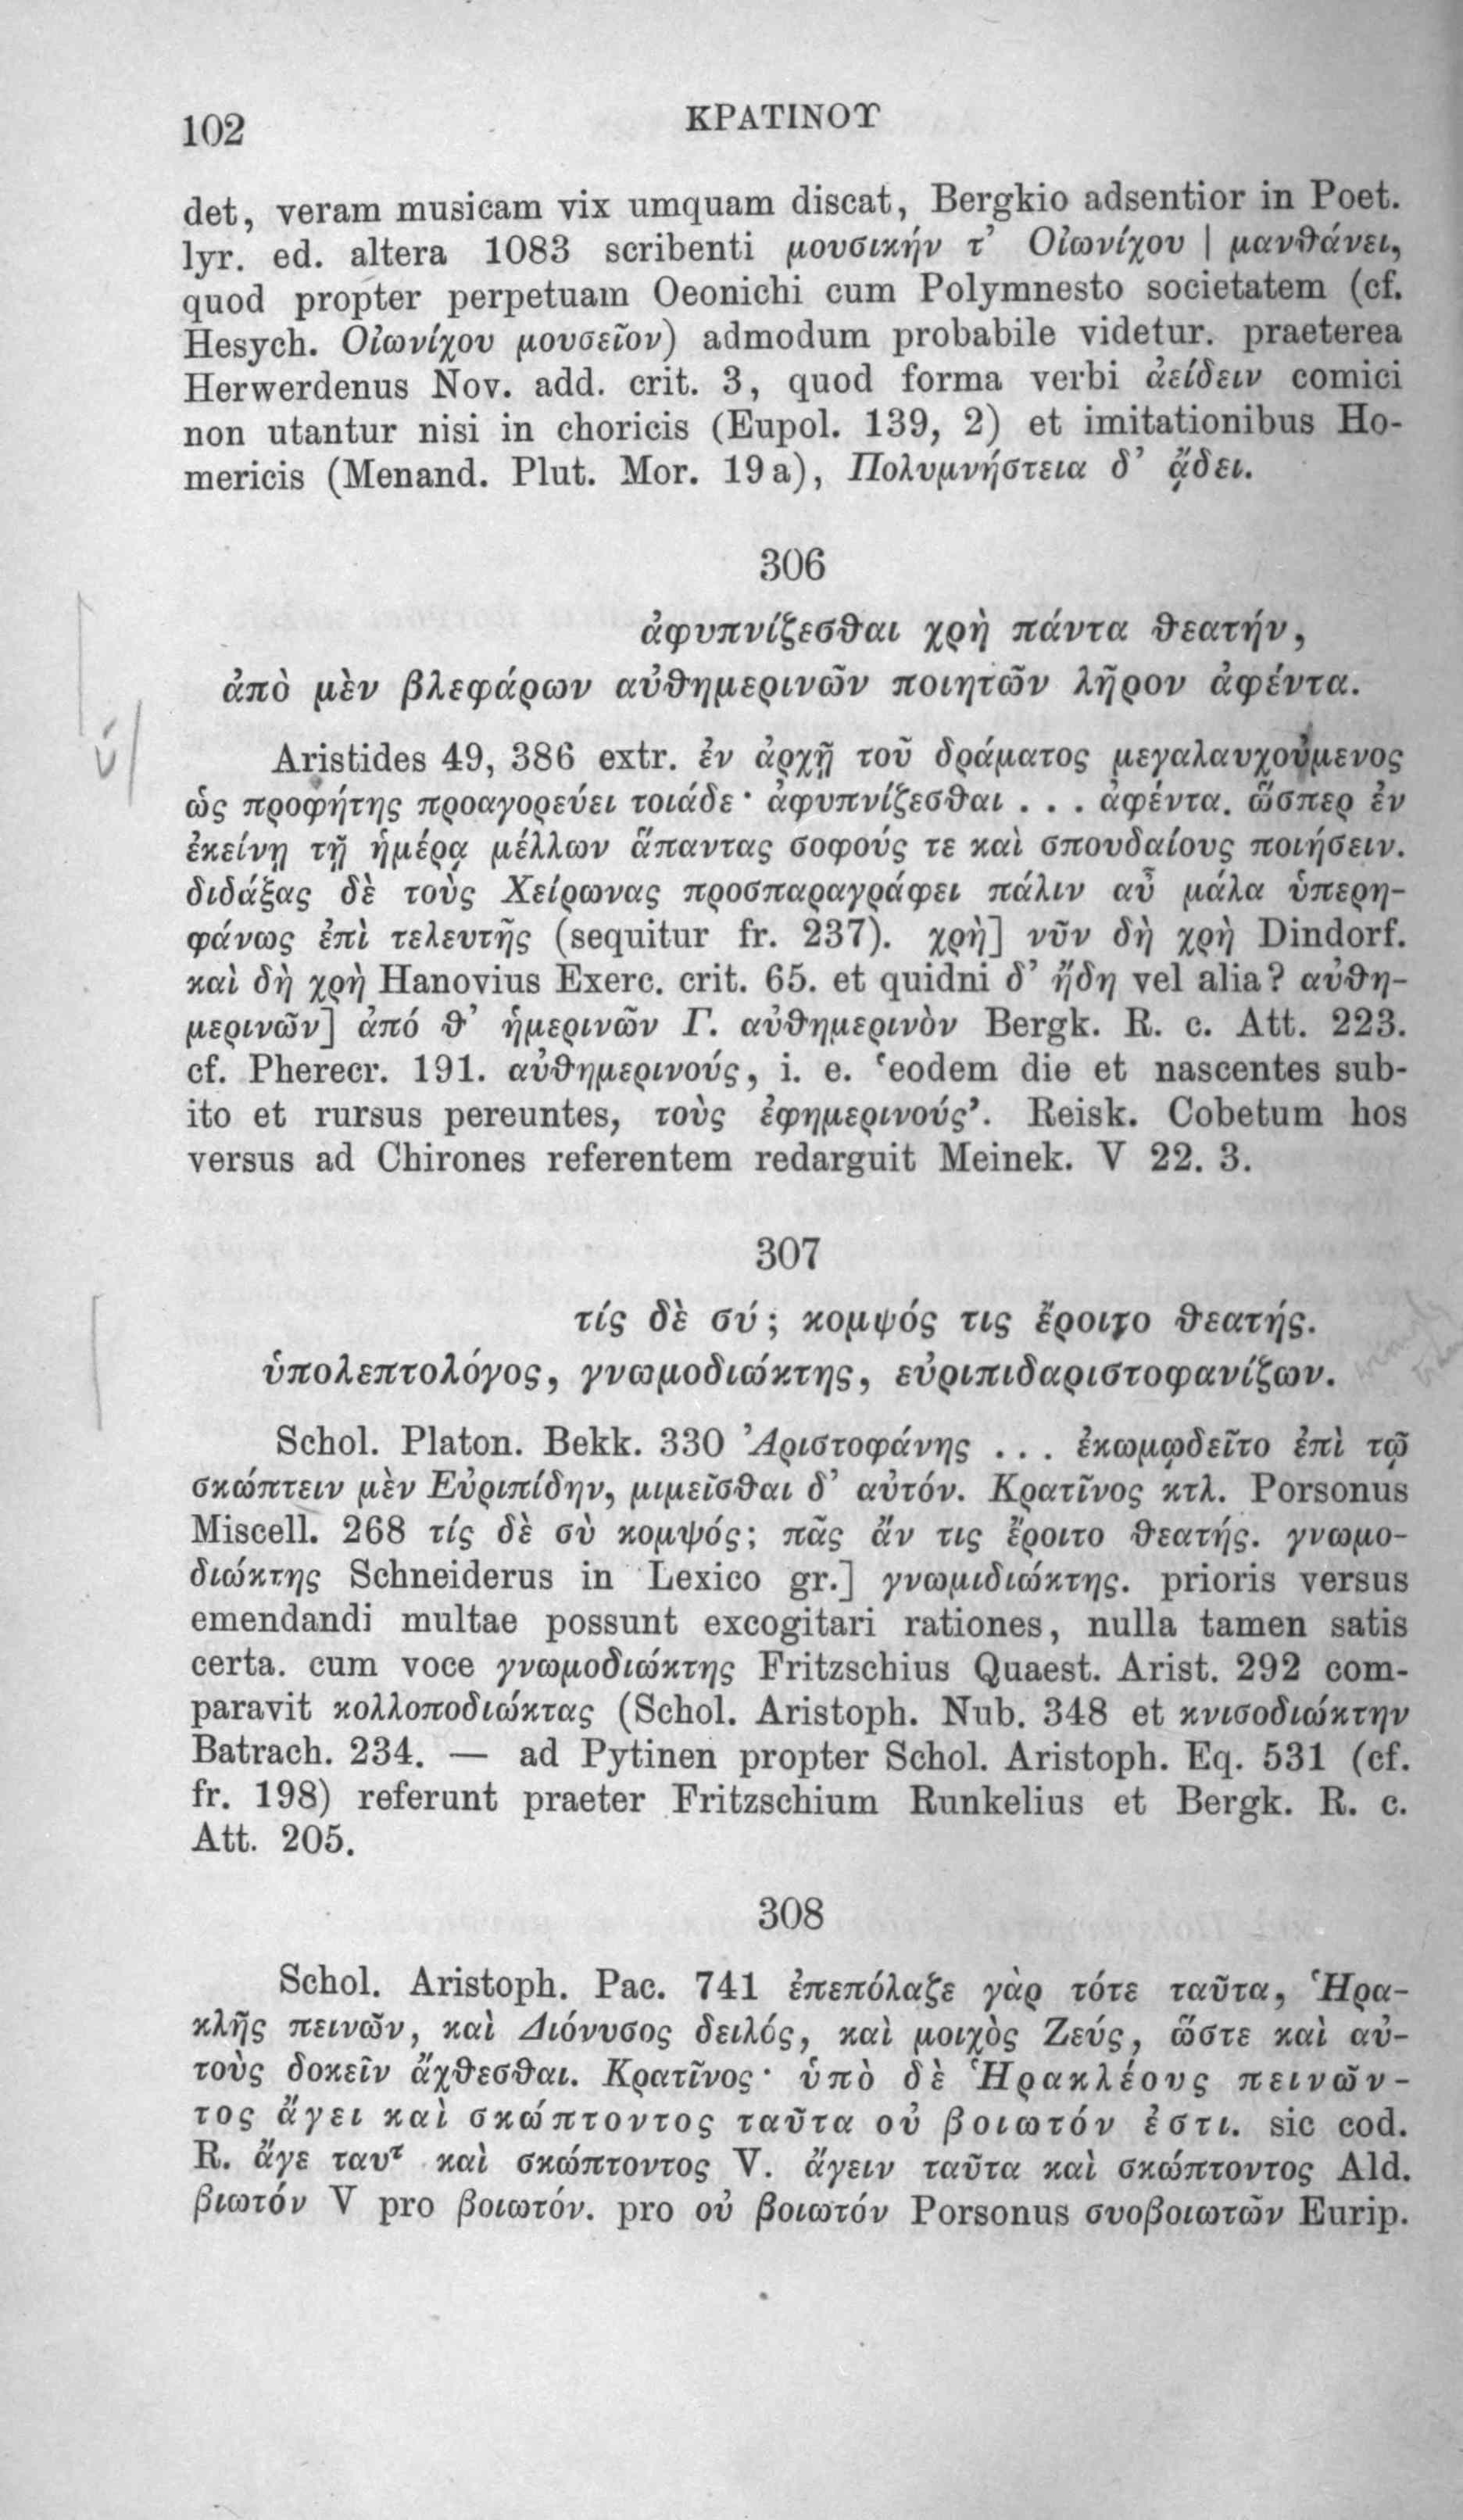 102
ΚΡΑΤΙΝΟΥ
det, veram musicam vix umquam discat, Bergkio adsentior in Poet.
lyr. ed. altera 1083 scribenti μουσικήν τ' Οἰωνίχου | μανθάνει,
quod propter perpetuam Oeonichi cum Polymnesto societatem (cf.
Hesych. Οἰωνίχου μουσεῖον) admodum probabile videtur. praeterea
Herwerdenus Nov. add. crit. 3, quod forma verbi ἀείδειν comici
non utantur nisi in choricis (Eupol. 139, 2) et imitationibus Ho-
mericis (Menand. Plut. Mor. 19 a), Πολυμνήστεια δ' ᾄδει.
306
ἀφυπνίζεσθαι χρὴ πάντα θεατήν,
ἀπὸ μὲν βλεφάρων αὐθημερινῶν ποιητῶν λῆρον ἀφέντα.
Aristides 49, 386 extr. ἐν ἀρχῇ τοῦ δράματος μεγαλαυχούμενος
ὡς προφήτης προαγορεύει τοιάδε· ἀφυπνίζεσθαι . . . ἀφέντα. ὥσπερ ἐν
ἐκείνῃ τῇ ἡμέρᾳ μέλλων ἅπαντας σοφούς τε καὶ σπουδαίους ποιήσειν.
διδάξας δὲ τοὺς Χείρωνας προσπαραγράφει πάλιν αὖ μάλα ὑπερη-
φάνως ἐπὶ τελευτῆς (sequitur fr. 237). χρὴ] νῦν δὴ χρὴ Dindorf.
καὶ δὴ χρὴ Hanovius Exerc. crit. 65. et quidni δ' ἤδη vel alia? αὐθη-
μερινῶν] ἀπό θ' ἡμερινῶν Γ. αὐθημερινὸν Bergk. R. c. Att. 223.
cf. Pherecr. 191. αὐθημερινούς, i. e. ‘eodem die et nascentes sub-
ito et rursus pereuntes, τοὺς ἐφημερινούς’. Reisk. Cobetum hos
versus ad Chirones referentem redarguit Meinek. V 22. 3.
307
τίς δὲ σύ; κομψός τις ἔροιτο θεατής.
ὑπολεπτολόγος, γνωμοδιώκτης, εὐριπιδαριστοφανίζων.
Schol. Platon. Bekk. 330 Ἀριστοφάνης . . . ἐκωμῳδεῖτο ἐπὶ τῷ
σκώπτειν μὲν Εὐριπίδην, μιμεῖσθαι δ' αὐτόν. Κρατῖνος κτλ. Porsonus
Miscell. 268 τίς δὲ σὺ κομψός; πᾶς ἄν τις ἔροιτο θεατής. γνωμο-
διώκτης Schneiderus in Lexico gr.] γνωμιδιώκτης. prioris versus
emendandi multae possunt excogitari rationes, nulla tamen satis
certa. cum voce γνωμοδιώκτης Fritzschius Quaest. Arist. 292 com-
paravit κολλοποδιώκτας (Schol. Aristoph. Nub. 348 et κνισοδιώκτην
Batrach. 234. — ad Pytinen propter Schol. Aristoph. Eq. 531 (cf.
fr. 198) referunt praeter Fritzschium Runkelius et Bergk. R. c.
Att. 205.
308
Schol. Aristoph. Pac. 741 ἐπεπόλαζε γὰρ τότε ταῦτα, Ἡρα-
κλῆς πεινῶν, καὶ Διόνυσος δειλός, καὶ μοιχὸς Ζεύς, ὥστε καὶ αὐ-
τοὺς δοκεῖν ἄχθεσθαι. Κρατῖνος· ὑπὸ δὲ Ἡρακλέους πεινῶν-
τος ἄγει καὶ σκώπτοντος ταῦτα οὐ βοιωτόν ἐστι. sic cod.
R. ἄγε ταυτ καὶ σκώπτοντος V. ἄγειν ταῦτα καὶ σκώπτοντος Ald.
βιωτόν V pro βοιωτόν. pro οὐ βοιωτόν Porsonus συοβοιωτῶν Eurip.